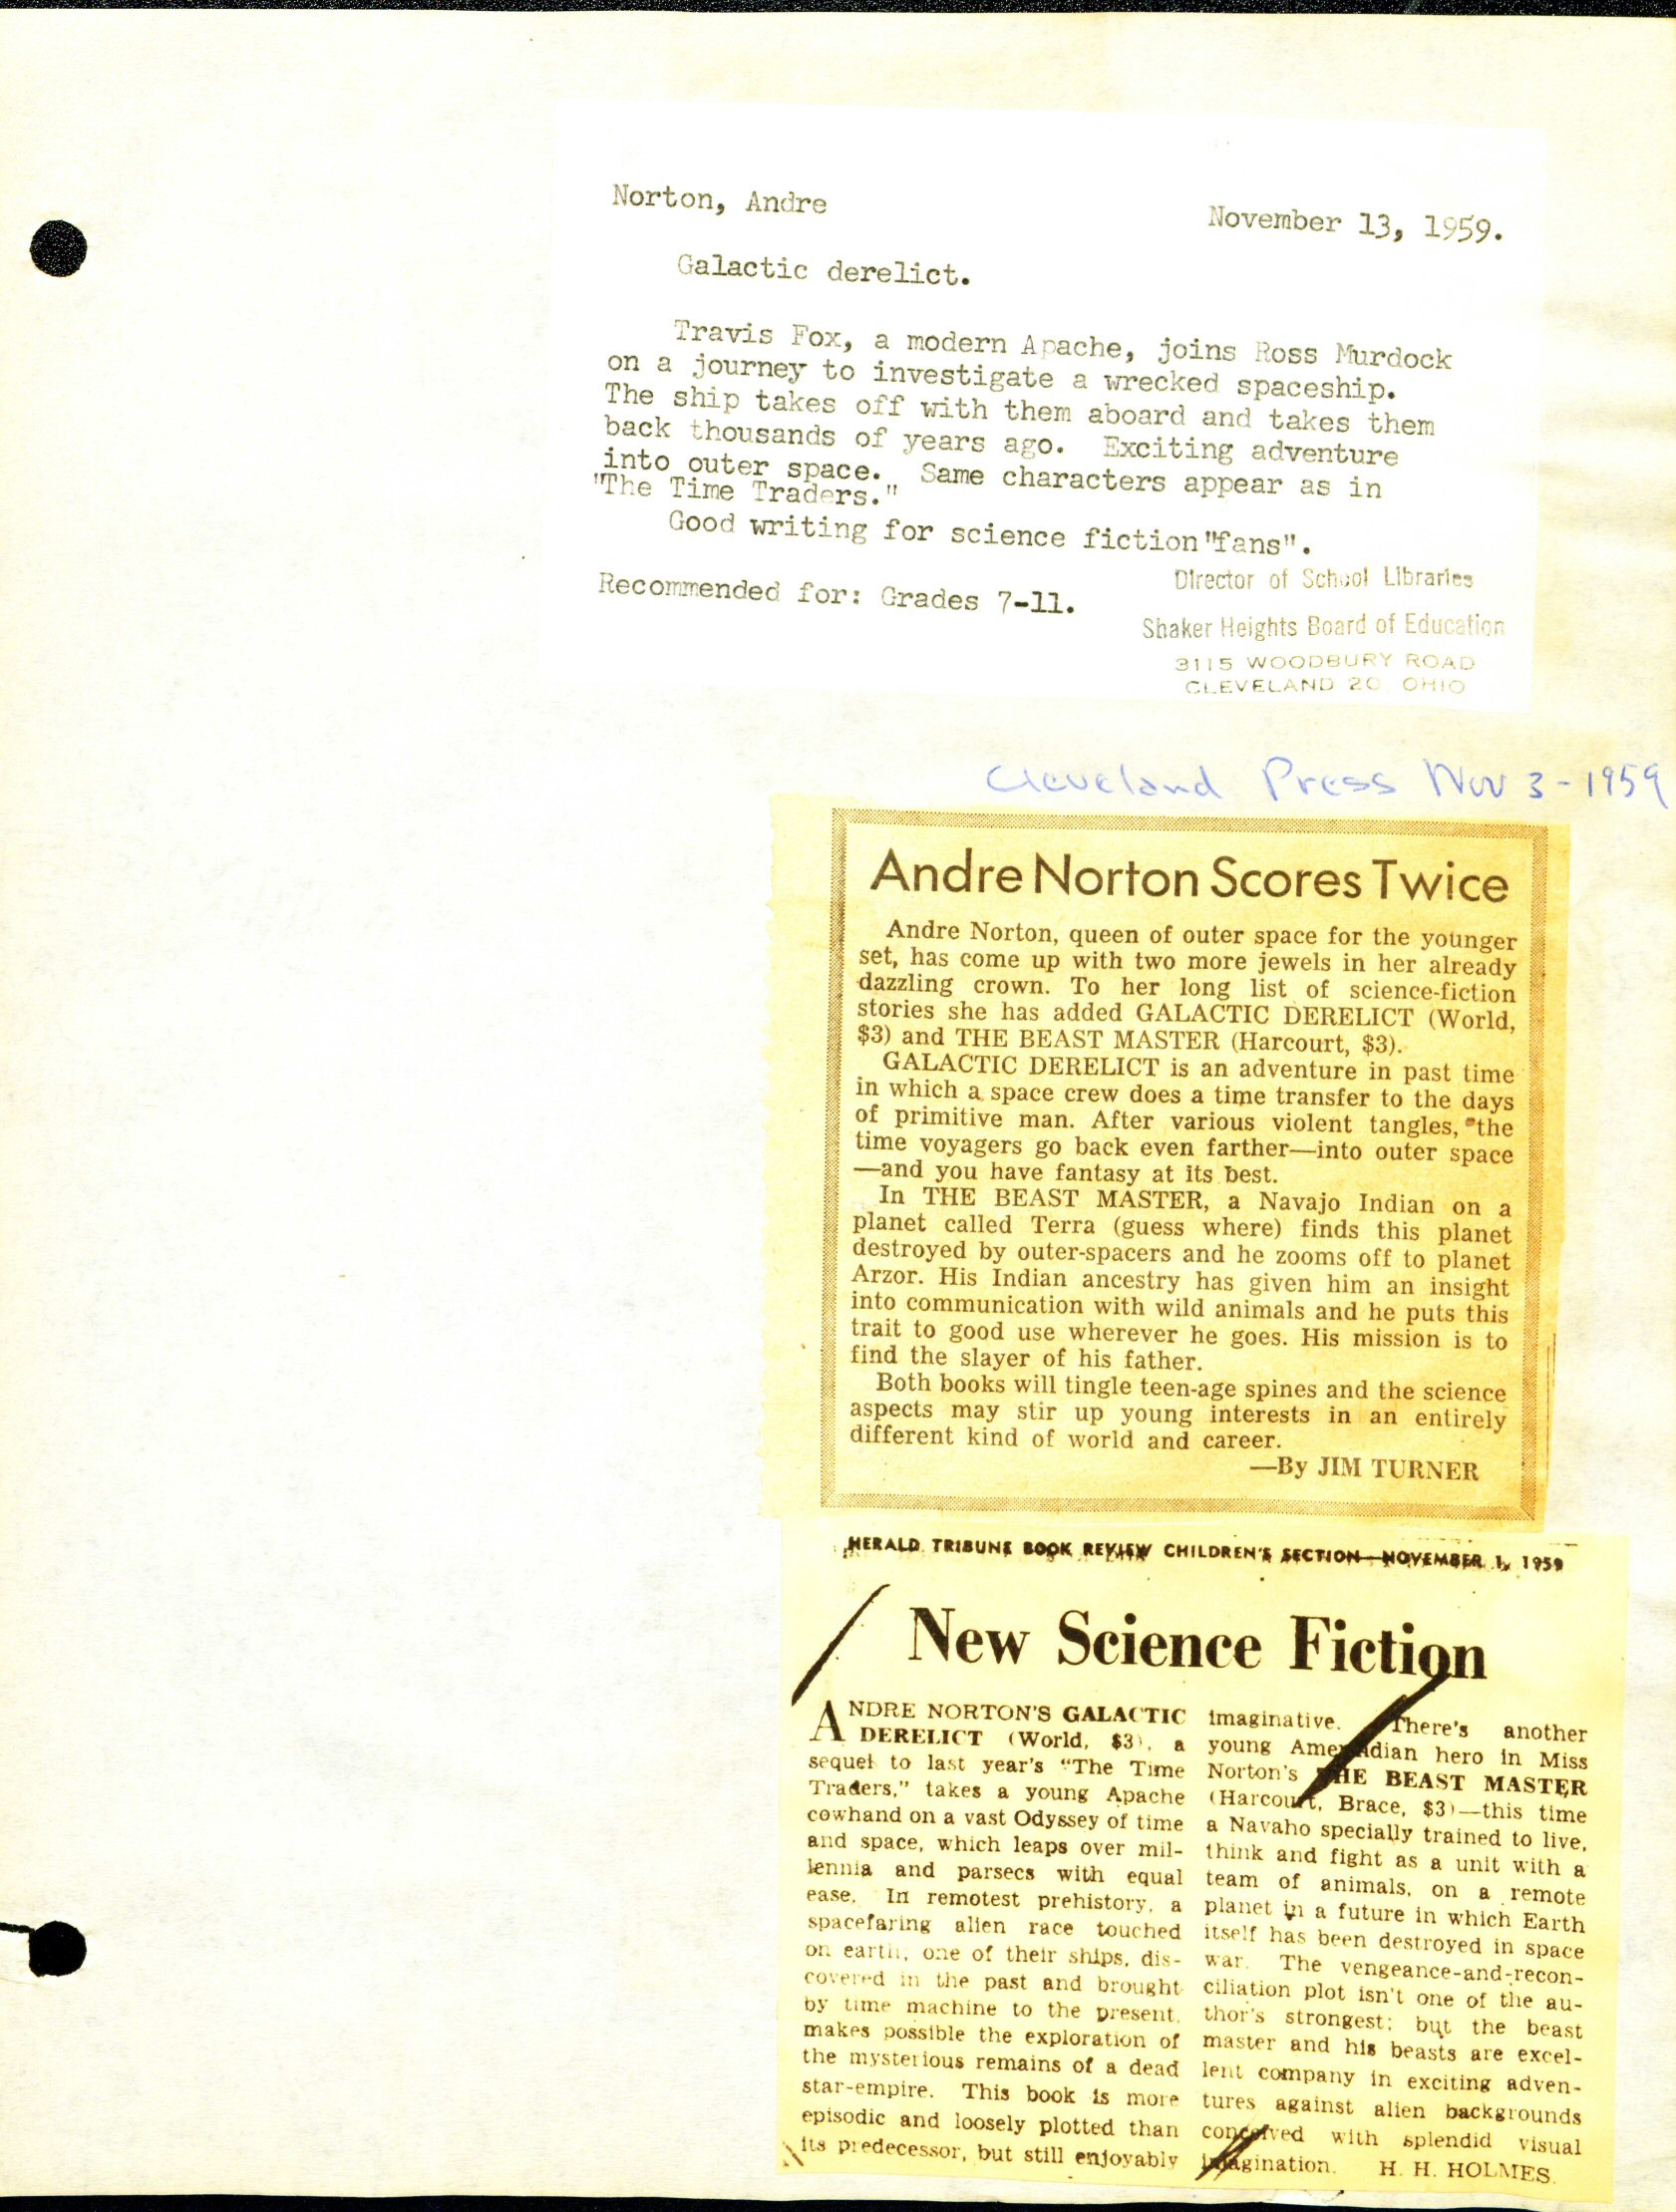 Norton, Andre
November 13, 1959.
Galactic derelict.
Travis Fox, a modern Apache, joins Ross Murdock
on a journey to investigate a wrecked spaceship.
The ship takes off with them aboard and takes them
back thousands of years ago. Exciting adventure
into outer space. Same characters appear as in
"The Time Traders."
Good writing for science fiction "fans".
Recommended for: Grades 7-11.
Director of School Libraries
Shaker Heights Board of Education
3115 WOODBURY ROAD
CLEVELAND 20, OHIO
Cleveland Press Nov 3 - 1959
Andre Norton Scores Twice
Andre Norton, queen of outer space for the younger
set, has come up with two more jewels in her already
dazzling crown. To her long list of science-fiction
stories she has added GALACTIC DERELICT (World,
$3) and THE BEAST MASTER (Harcourt, $3).
GALACTIC DERELICT is an adventure in past time
in which a space crew does a time transfer to the days
of primitive man. After various violent tangles, the
time voyagers go back even farther—into outer space
—and you have fantasy at its best.
In THE BEAST MASTER, a Navajo Indian on a
planet called Terra (guess where) finds this planet
destroyed by outer-spacers and he zooms off to planet
Arzor. His Indian ancestry has given him an insight
into communication with wild animals and he puts this
trait to good use wherever he goes. His mission is to
find the slayer of his father.
Both books will tingle teen-age spines and the science
aspects may stir up young interests in an entirely
different kind of world and career.
—By JIM TURNER
HERALD TRIBUNE BOOK REVIEW CHILDREN'S SECTION—NOVEMBER 1, 1959
New Science Fiction
ANDRE NORTON'S GALACTIC
DERELICT (World, $3), a
sequel to last year's "The Time
Traders," takes a young Apache
cowhand on a vast Odyssey of time
and space, which leaps over mil-
lennia and parsecs with equal
ease. In remotest prehistory, a
spacefaring alien race touched
on earth, one of their ships, dis-
covered in the past and brought
by time machine to the present,
makes possible the exploration of
the mysterious remains of a dead
star-empire. This book is more
episodic and loosely plotted than
its predecessor, but still enjoyably
imaginative. There's another
young Amerindian hero in Miss
Norton's THE BEAST MASTER
(Harcourt, Brace, $3)—this time
a Navaho specially trained to live,
think and fight as a unit with a
team of animals, on a remote
planet in a future in which Earth
itself has been destroyed in space
war. The vengeance-and-recon-
ciliation plot isn't one of the au-
thor's strongest; but the beast
master and his beasts are excel-
lent company in exciting adven-
tures against alien backgrounds
conceived with splendid visual
imagination. H. H. HOLMES.